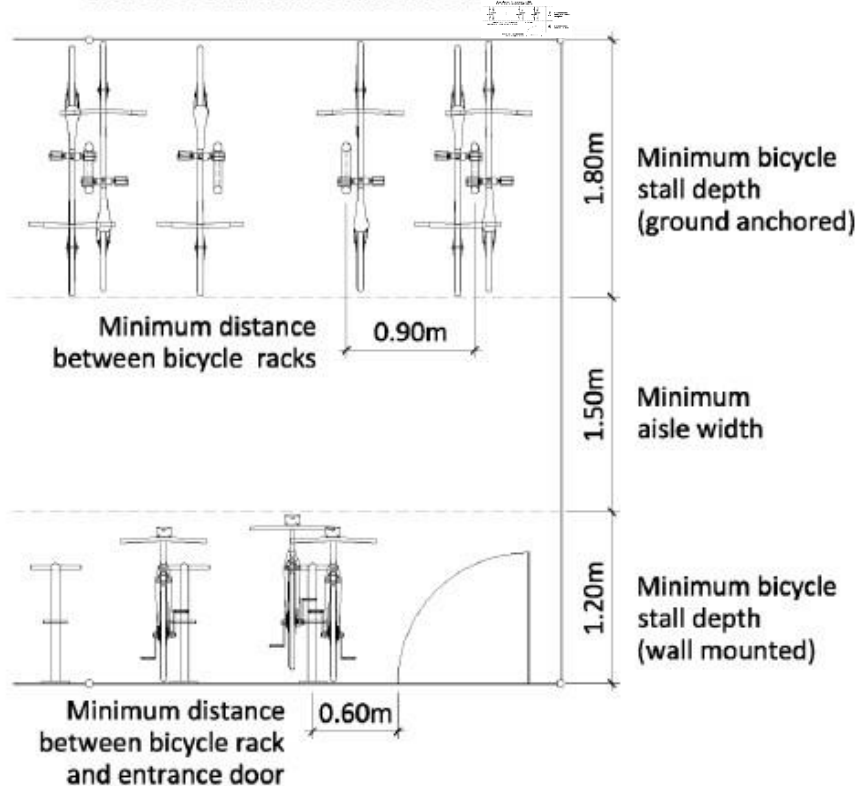 1.80m
Minimum bicycle
stall depth
(ground anchored)
Minimum distance
between bicycle racks
0.90m
1.50m
Minimum
aisle width
1.20m
Minimum bicycle
stall depth
(wall mounted)
Minimum distance
between bicycle rack
and entrance door
0.60m